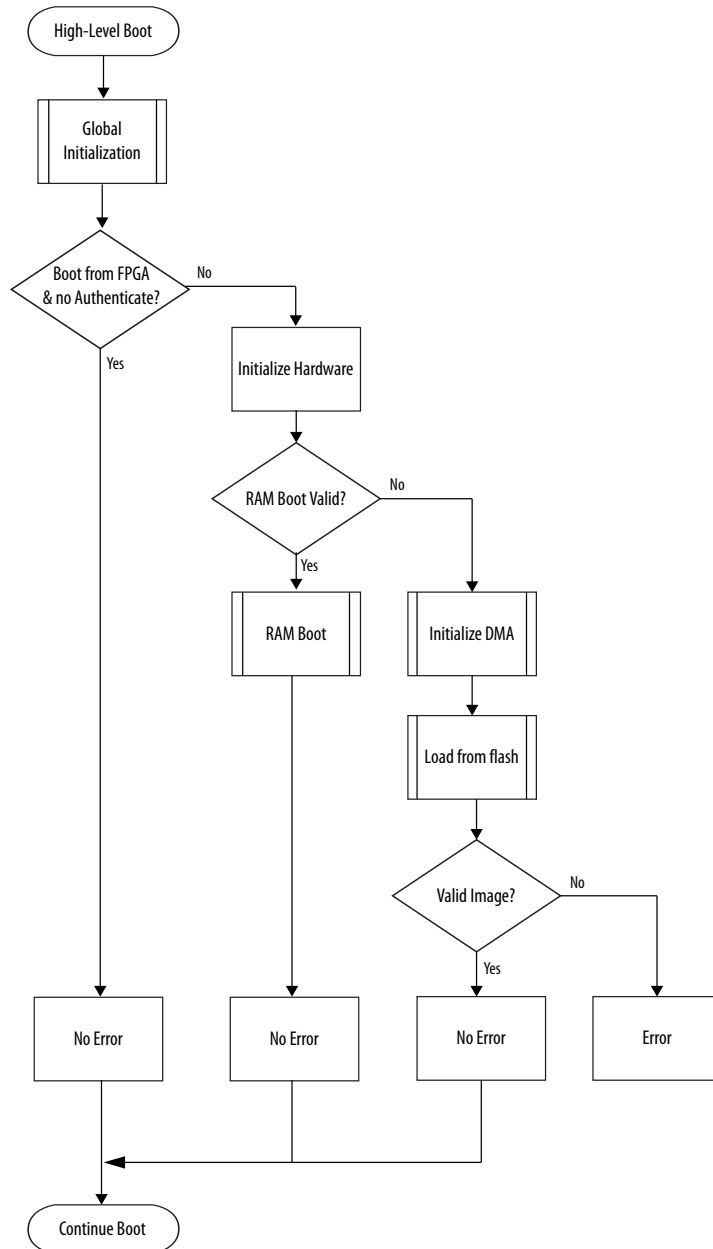 High-Level Boot
Global
Initialization
Boot from FPGA
& no Authenticate?
No
Yes
Initialize Hardware
RAM Boot Valid?
No
Yes
RAM Boot
Initialize DMA
Load from flash
Valid Image?
No
Yes
No Error
No Error
No Error
Error
Continue Boot